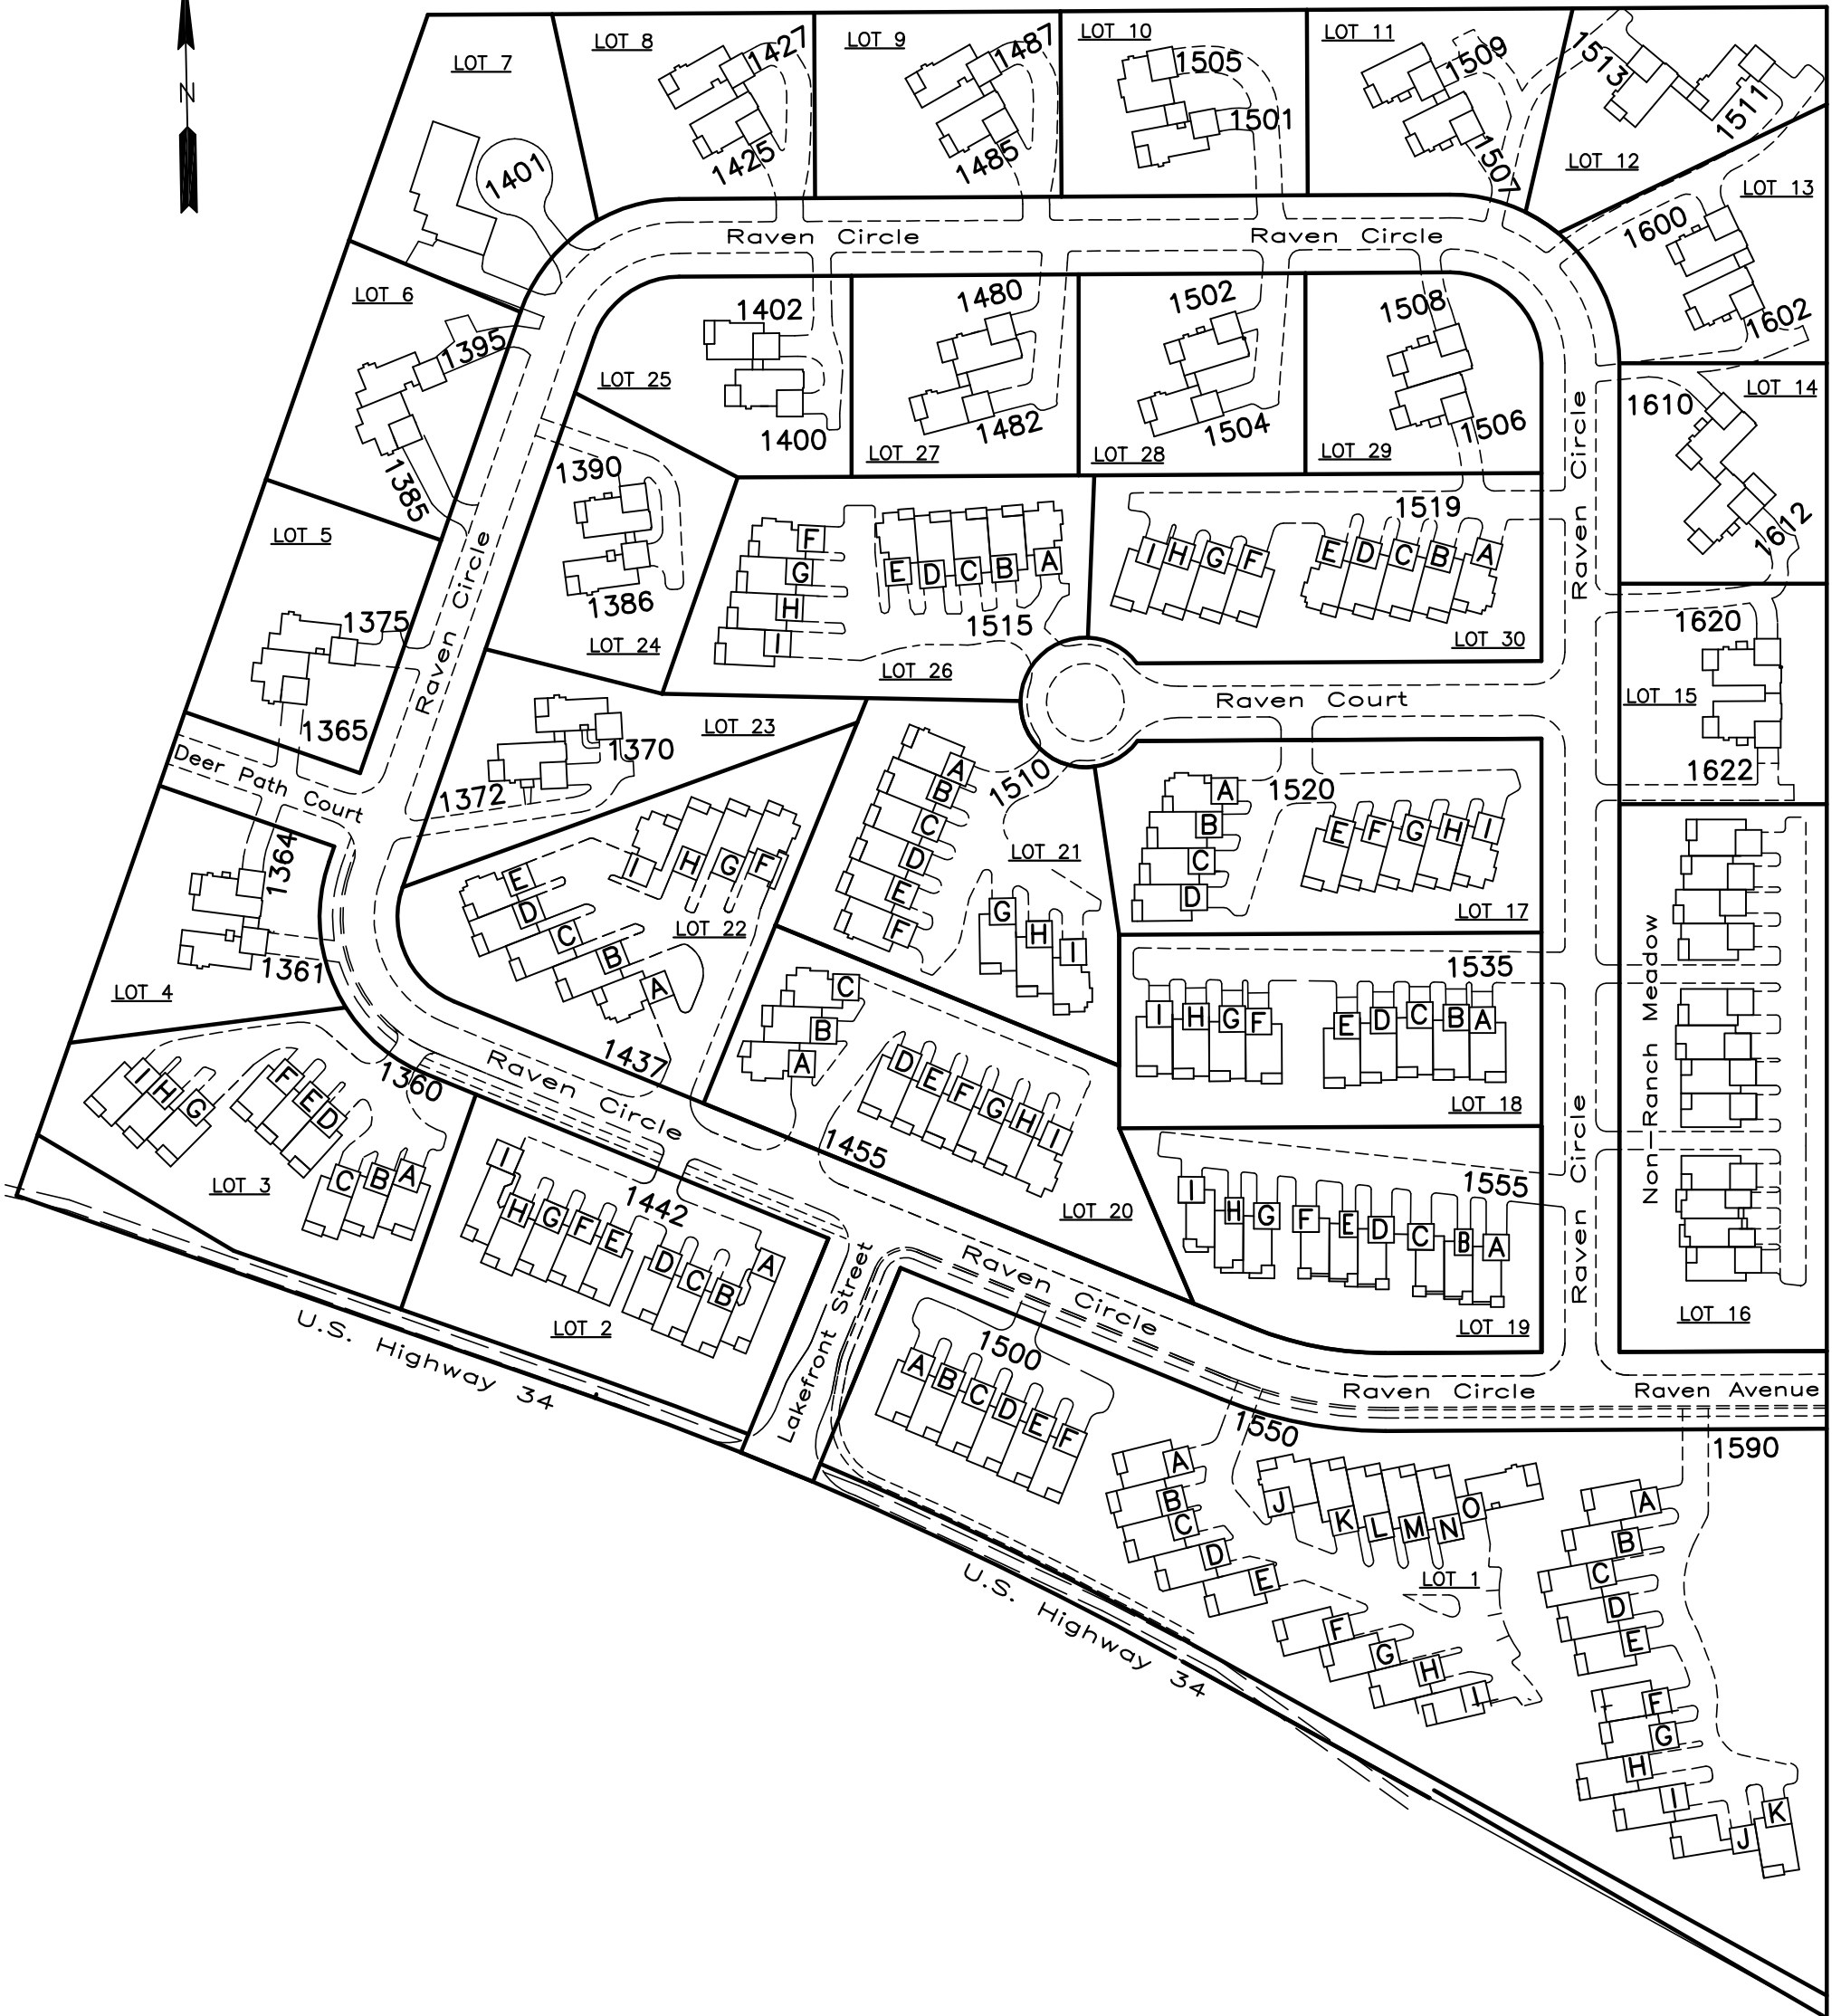 N
LOT 7
1401
LOT 8
1427
1425
LOT 9
1487
1485
LOT 10
1505
1501
LOT 11
1509
1507
1513
1511
LOT 12
LOT 13
1600
1602
Raven Circle
Raven Circle
LOT 6
1395
1385
LOT 25
1402
1400
1480
1482
LOT 27
1502
1504
LOT 28
1508
1506
LOT 29
Raven Circle
LOT 14
1610
1612
LOT 5
1375
1365
Raven Circle
Raven Circle
1390
1386
LOT 24
F
G
H
I
E D C B A
1515
LOT 26
1519
I H G F E D C B A
LOT 30
Raven Court
1620
LOT 15
1622
Deer Path Court
1370
1372
LOT 23
1364
1361
LOT 4
E
D
C
B
A
I H G F
LOT 22
1437
A
B
C
D
E
F
1510
LOT 21
G H I
1520
A
B
C
D
E F G H I
LOT 17
1535
I H G F E D C B A
LOT 18
Non-Ranch Meadow
LOT 16
1360
I H G F E D C B A
LOT 3
Raven Circle
C
B
A
D E F G H I
1455
LOT 20
1555
I H G F E D C B A
LOT 19
Raven Circle
I H G F E D C B A
1442
LOT 2
Lakefront Street
Raven Circle
1500
A B C D E F
Raven Circle
Raven Avenue
U.S. Highway 34
1550
A
B
C
D
E
F
G
H
I
J K L M N O
LOT 1
1590
A
B
C
D
E
F
G
H
I
J
K
U.S. Highway 34